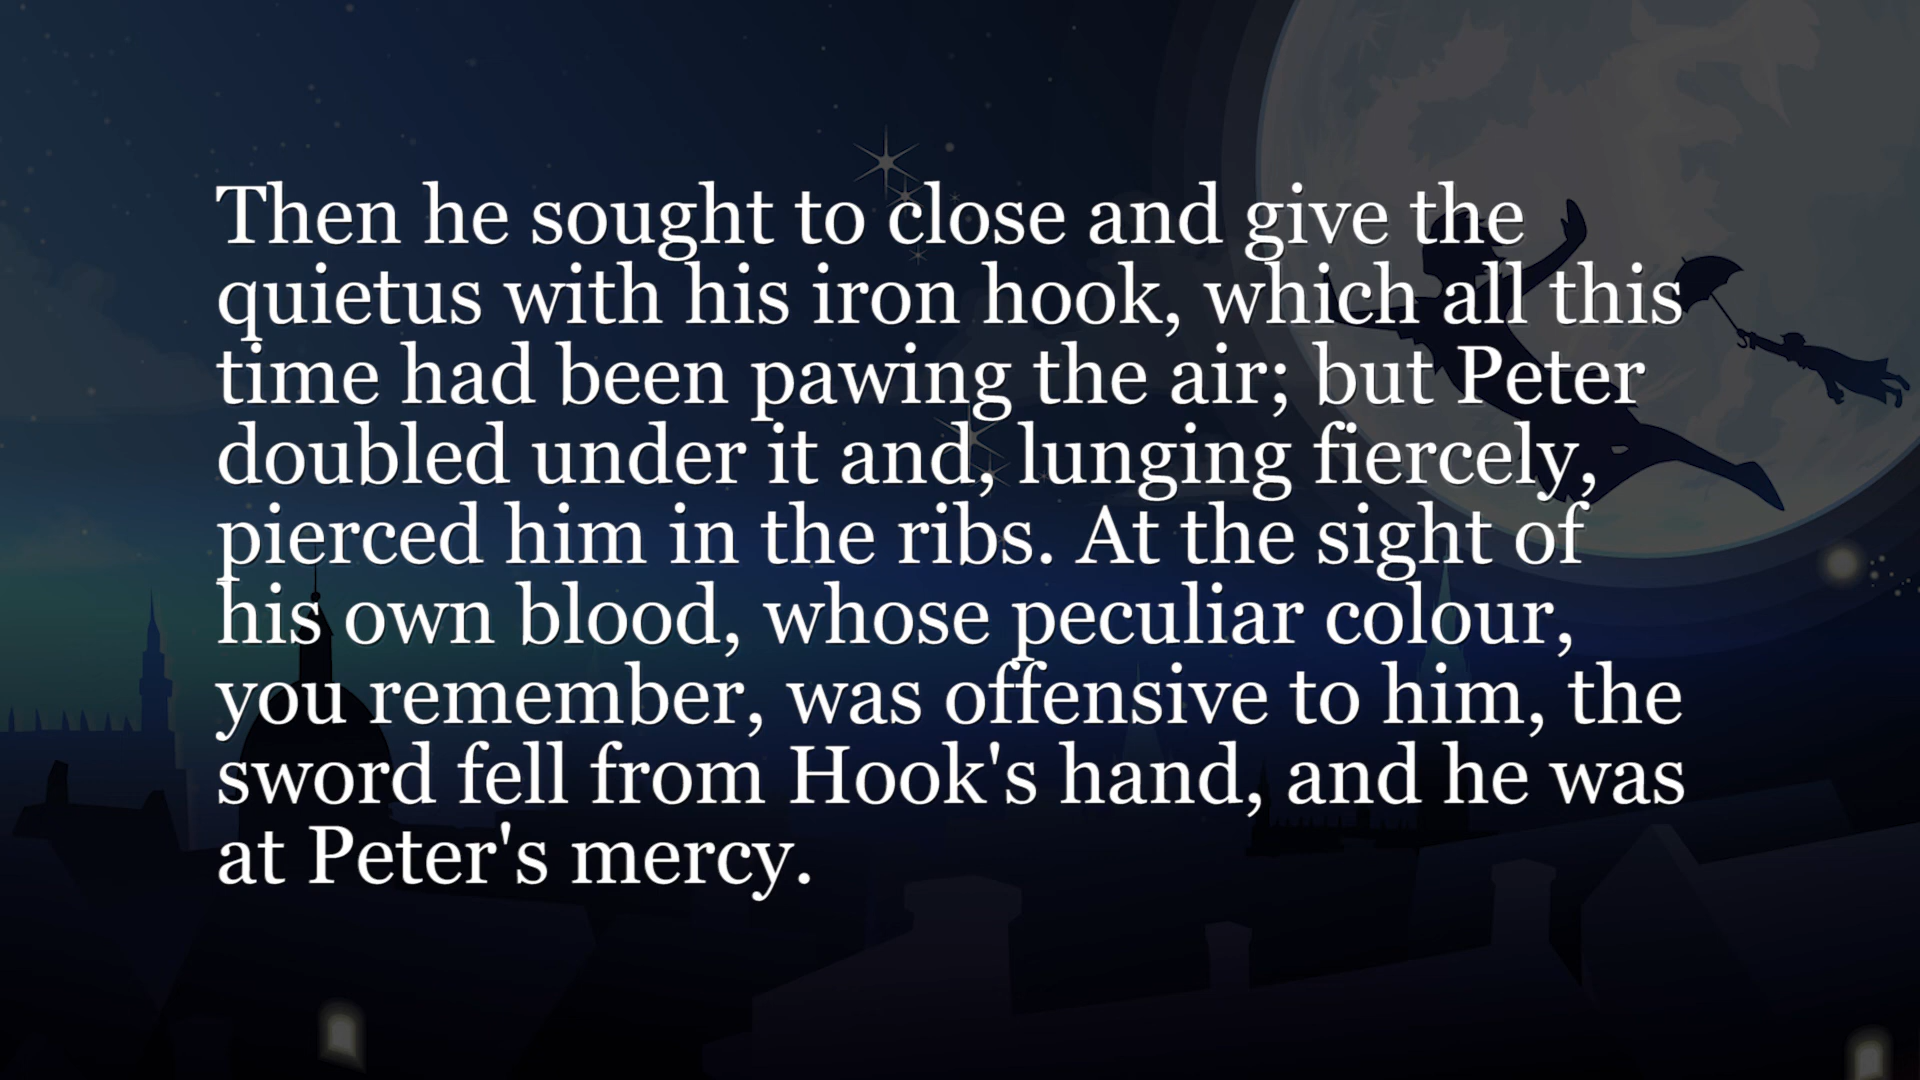 Then he sought to close and give the
quietus with his iron hook, which all this
time had been pawing the air; but Peter
doubled under it and, lunging fiercely,
pierced him in the ribs. At the sight of
his own blood, whose peculiar colour,
you remember, was offensive to him, the
sword fell from Hook's hand, and he was
at Peter's mercy.